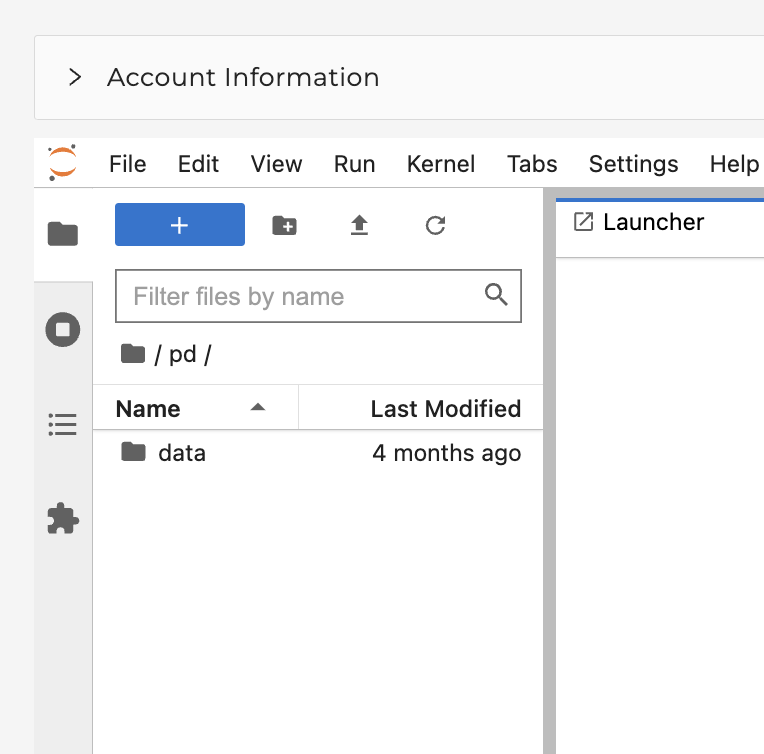 Account Information
File Edit View Run Kernel Tabs Settings Help
Launcher
Filter files by name
/ pd /
Name Last Modified
data 4 months ago